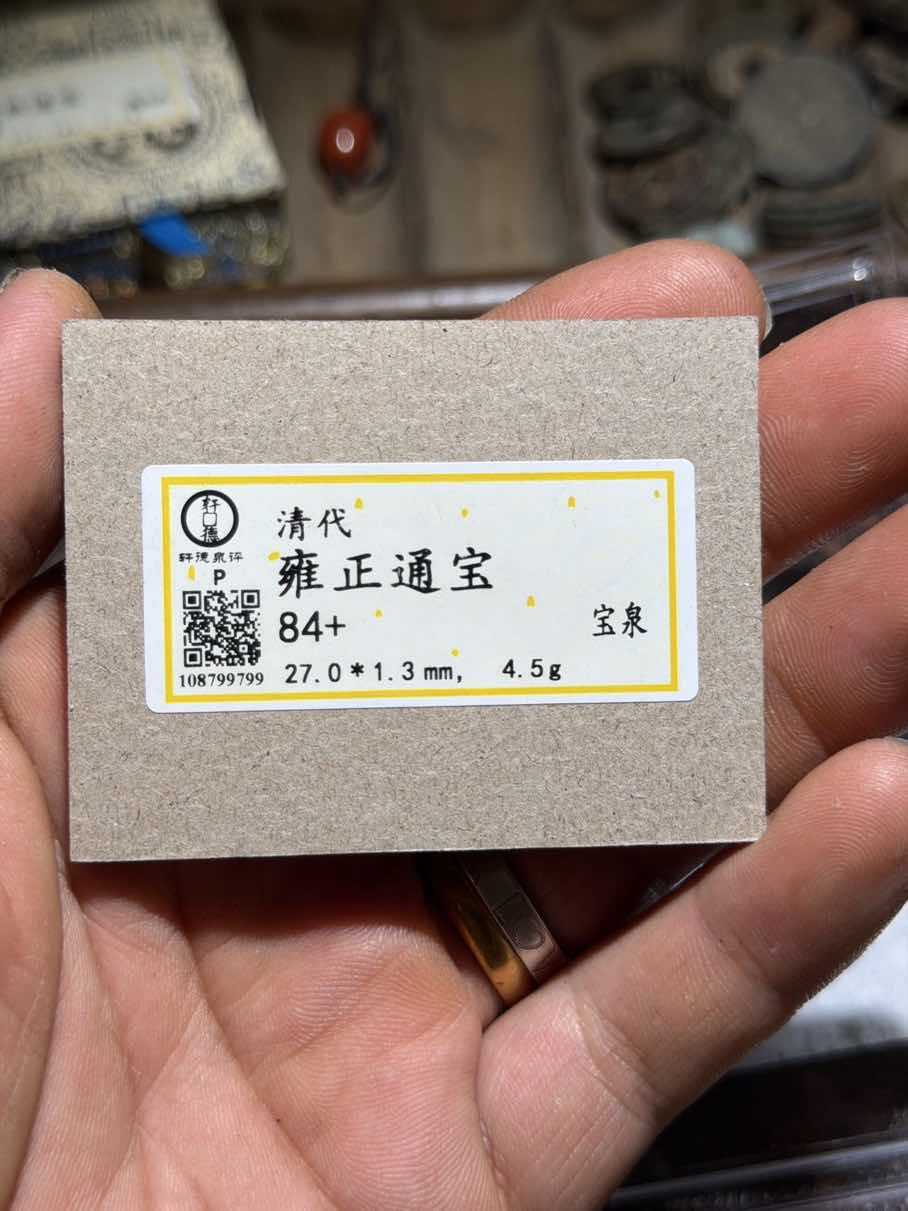 轩德
轩德泉评
P
108799799
清代
雍正通宝
84+
宝泉
27.0*1.3mm, 4.5g